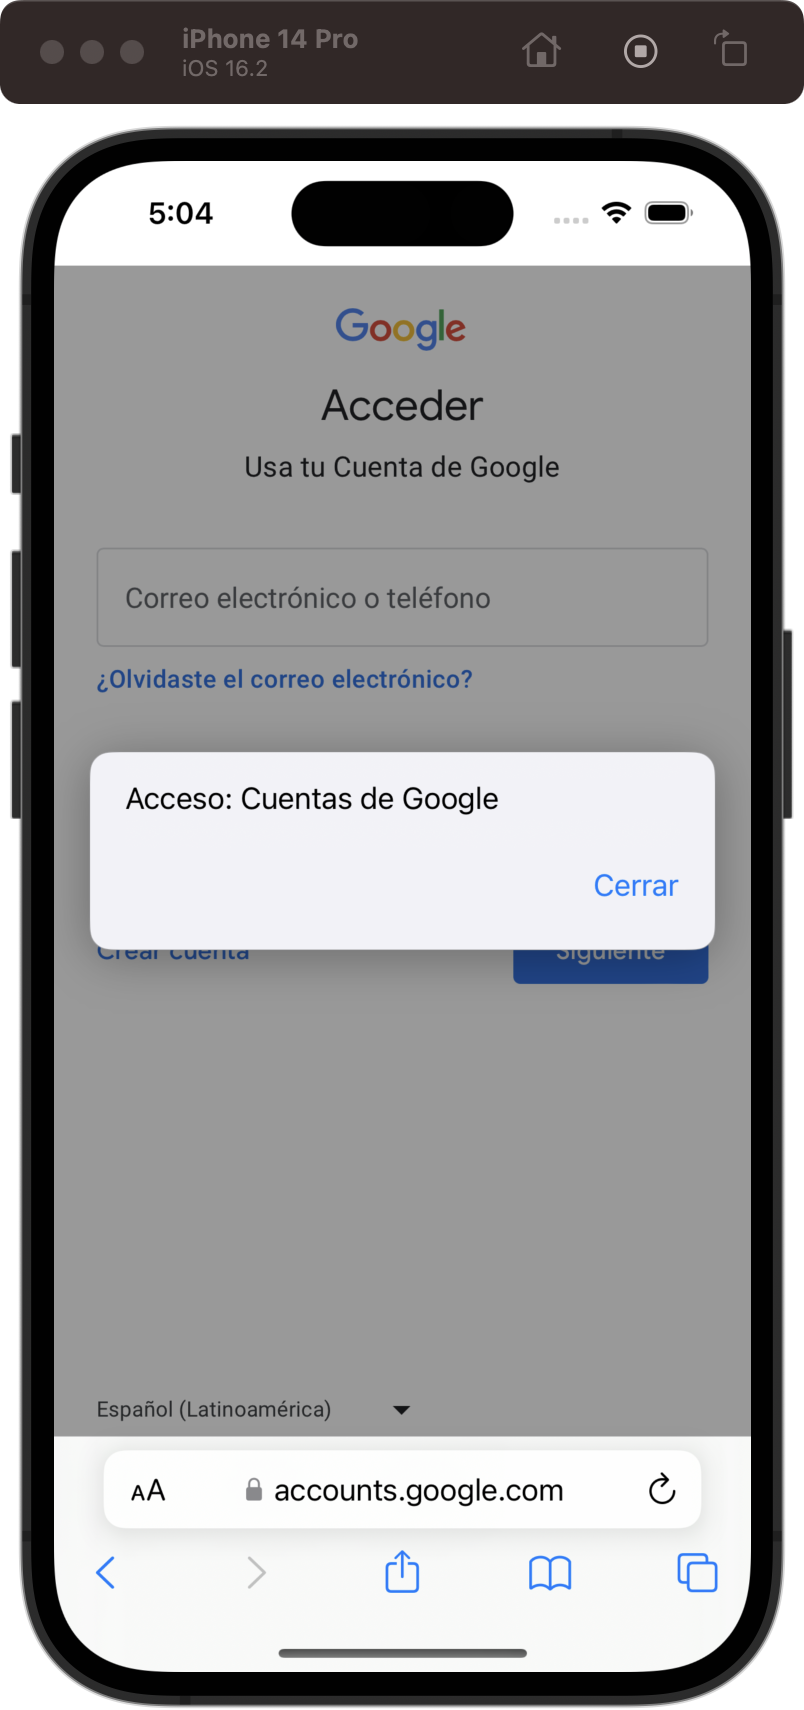 iPhone 14 Pro
iOS 16.2
5:04
Google
Acceder
Usa tu Cuenta de Google
Correo electrónico o teléfono
¿Olvidaste el correo electrónico?
Acceso: Cuentas de Google
Cerrar
Crear cuenta
Siguiente
Español (Latinoamérica)
AA
accounts.google.com